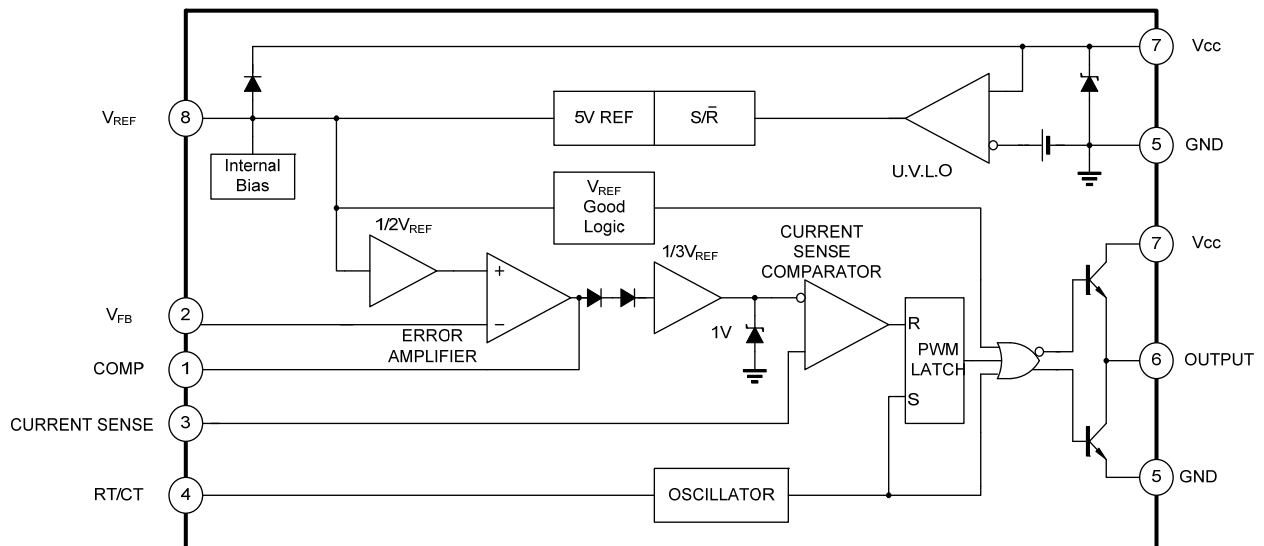 7
Vcc
VREF
8
5V REF
S/R̅
Internal
Bias
U.V.L.O
5
GND
VREF
Good
Logic
1/2VREF
1/3VREF
CURRENT
SENSE
COMPARATOR
7
Vcc
+
−
VFB
2
ERROR
AMPLIFIER
1V
R
PWM
LATCH
S
COMP
1
6
OUTPUT
CURRENT SENSE
3
RT/CT
4
OSCILLATOR
5
GND